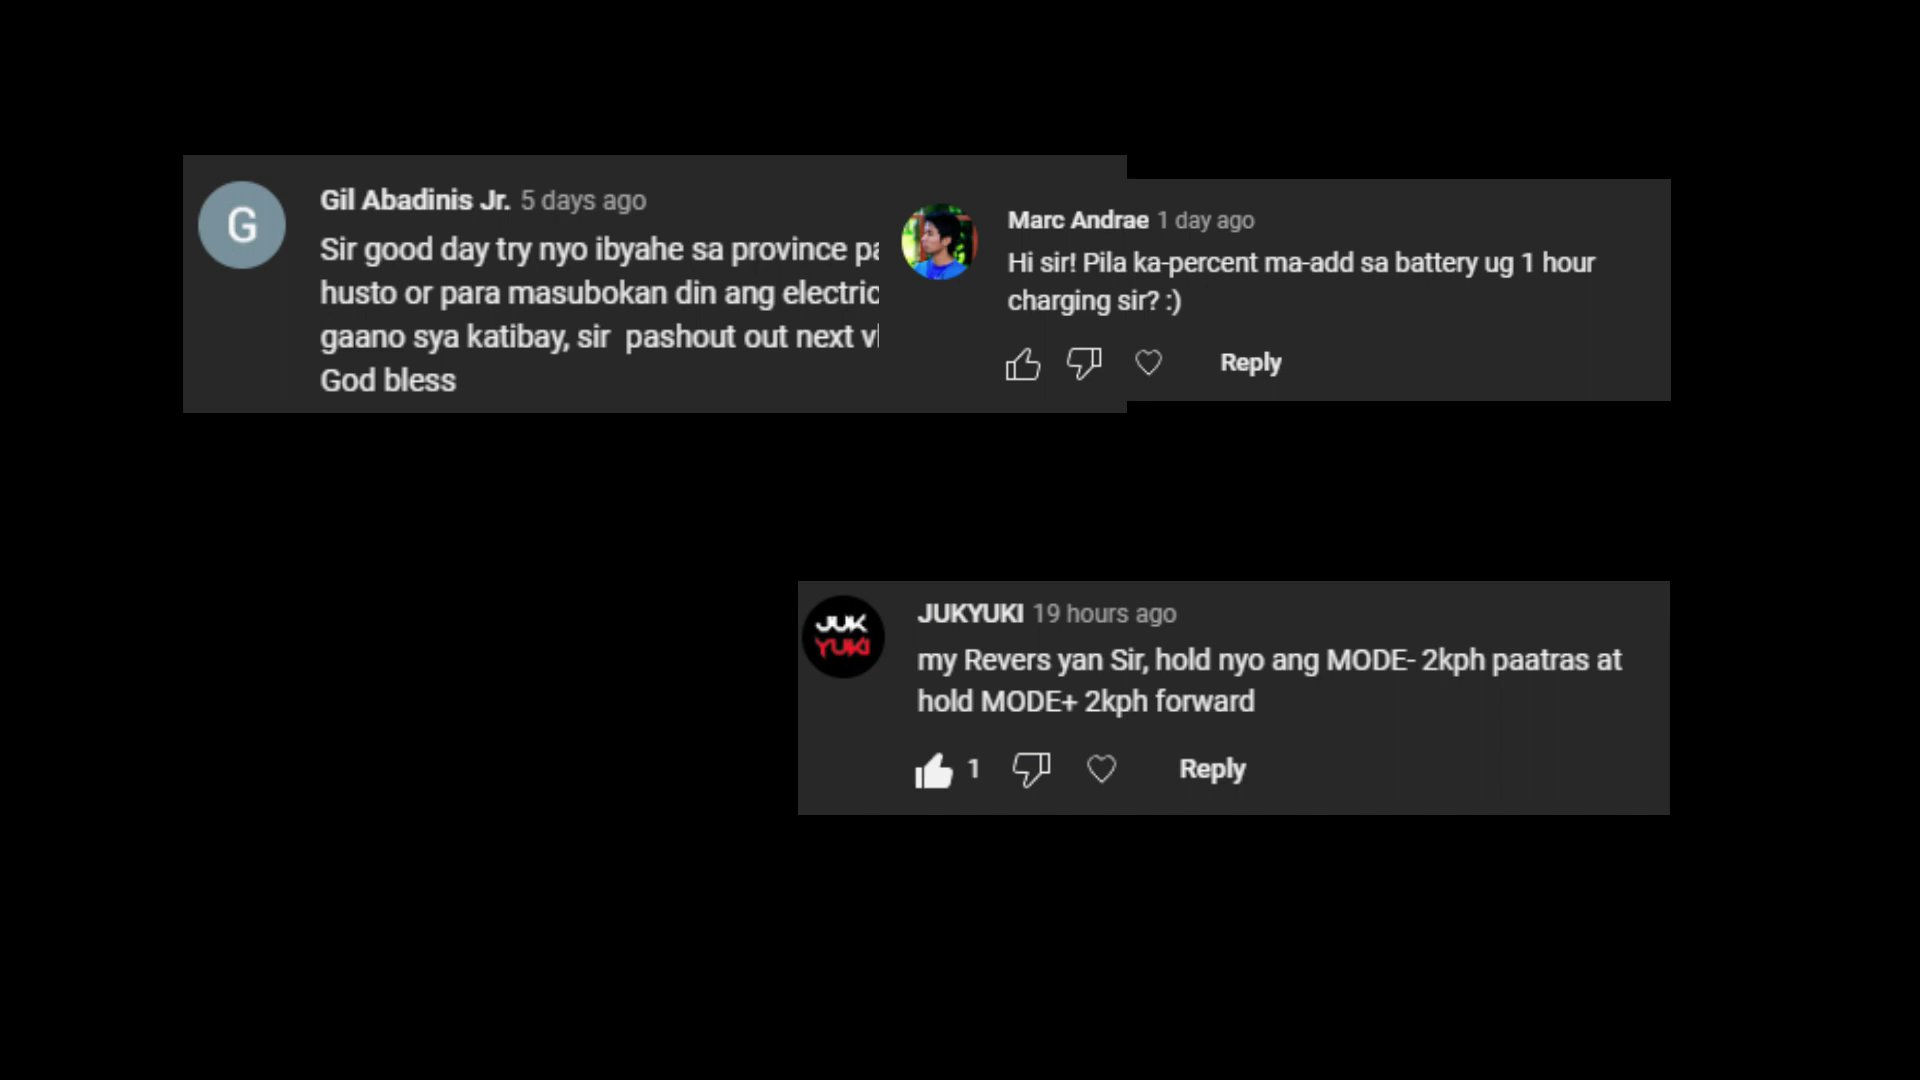 G
Gil Abadinis Jr. 5 days ago
Sir good day try nyo ibyahe sa province
husto or para masubokan din ang electric
gaano sya katibay, sir pashout out next
God bless
Marc Andrae 1 day ago
Hi sir! Pila ka-percent ma-add sa battery ug 1 hour
charging sir? :)
Reply
JUK
YUKI
JUKYUKI 19 hours ago
my Revers yan Sir, hold nyo ang MODE- 2kph paatras at
hold MODE+ 2kph forward
1
Reply